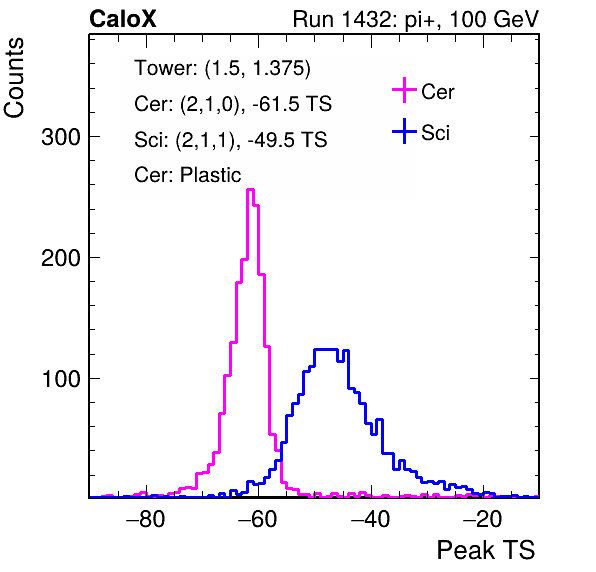 CaloX Run 1432: pi+, 100 GeV
Counts
Tower: (1.5, 1.375)
Cer: (2,1,0), -61.5 TS
Sci: (2,1,1), -49.5 TS
Cer: Plastic
Cer
Sci
300
200
100
−80 −60 −40 −20
Peak TS